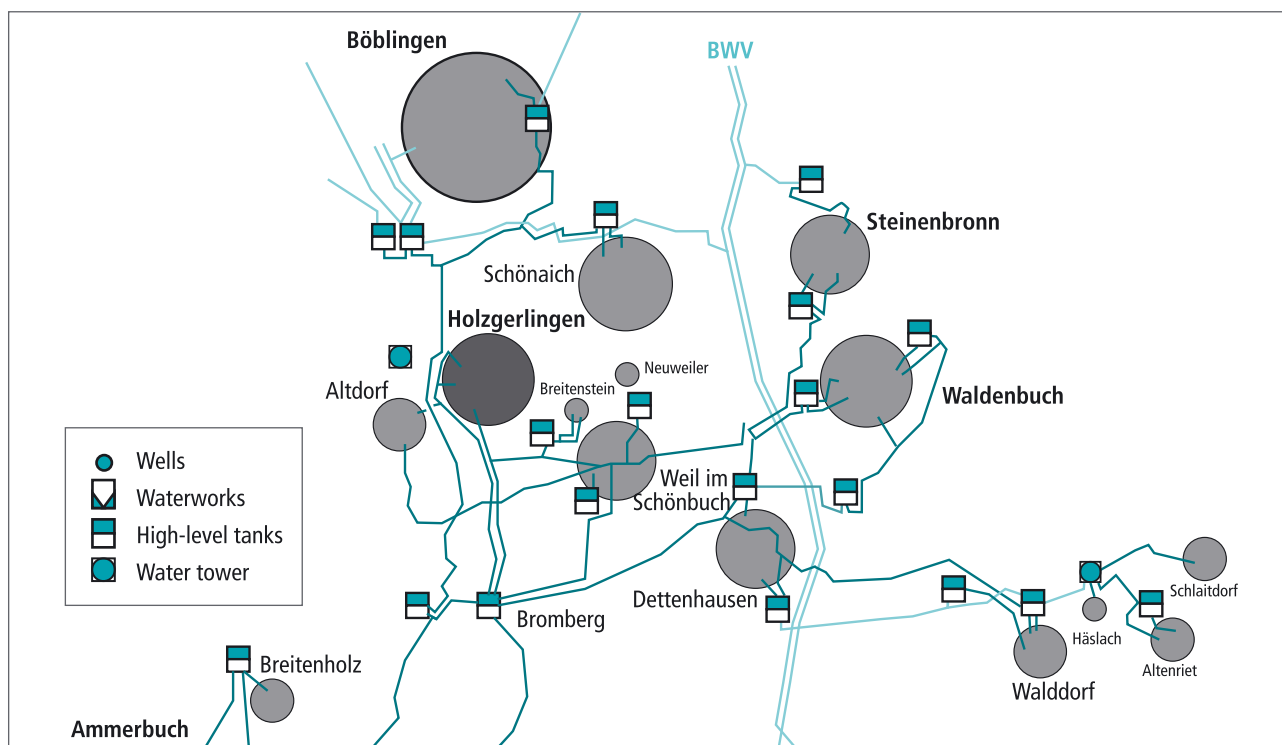 Böblingen
BWV
Steinenbronn
Schönaich
Holzgerlingen
Neuweiler
Breitenstein
Altdorf
Waldenbuch
Wells
Waterworks
High-level tanks
Water tower
Weil im
Schönbuch
Dettenhausen
Bromberg
Schlaitdorf
Häslach
Altenriet
Walddorf
Breitenholz
Ammerbuch